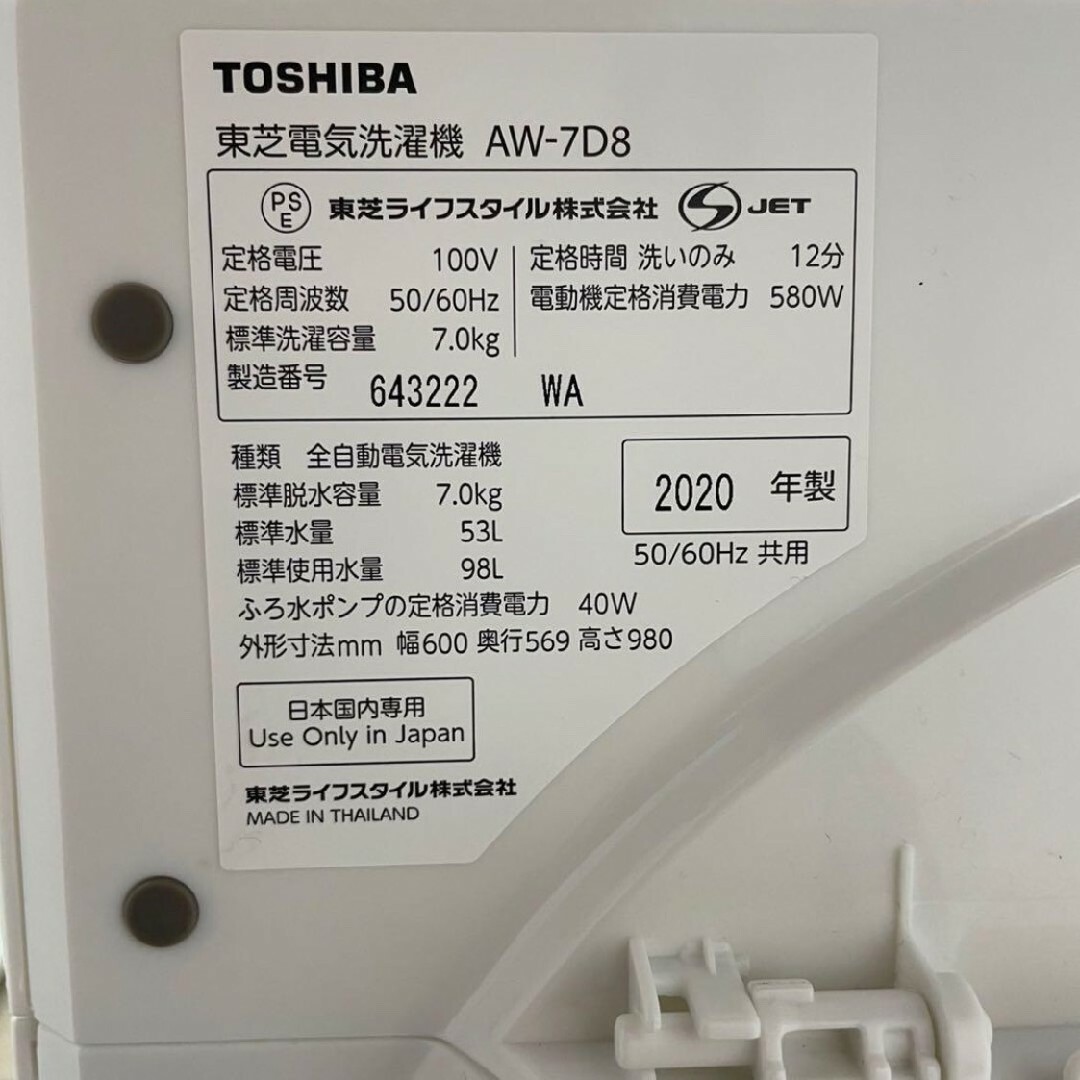 TOSHIBA
東芝電気洗濯機 AW-7D8
PS E 東芝ライフスタイル株式会社 S JET
定格電圧 100V
定格周波数 50/60Hz
標準洗濯容量 7.0kg
定格時間 洗いのみ 12分
電動機定格消費電力 580W
製造番号 643222 WA
種類 全自動電気洗濯機
標準脱水容量 7.0kg
標準水量 53L
標準使用水量 98L
2020 年製
50/60Hz 共用
ふろ水ポンプの定格消費電力 40W
外形寸法mm 幅600 奥行569 高さ980
日本国内専用
Use Only in Japan
東芝ライフスタイル株式会社
MADE IN THAILAND